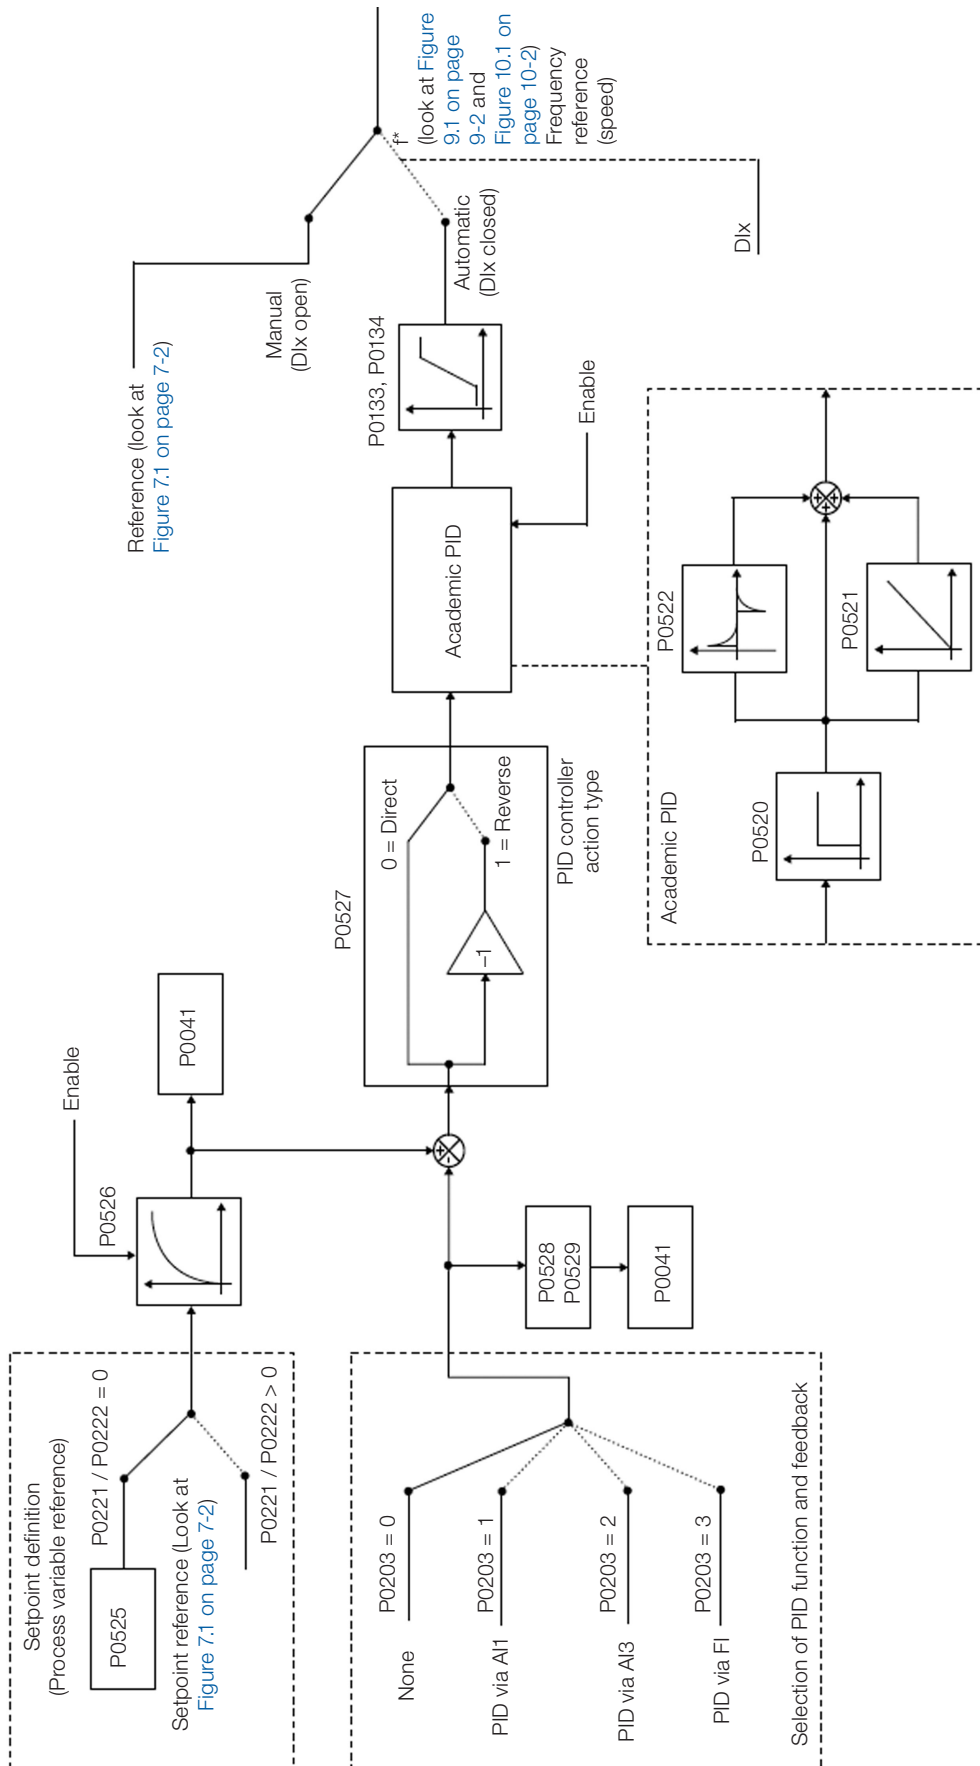 Setpoint definition
(Process variable reference)
P0525
P0221 / P0222 = 0
Setpoint reference (Look at
Figure 7.1 on page 7-2)
P0221 / P0222 > 0
Enable
P0526
P0041
None
P0203 = 0
PID via AI1
P0203 = 1
PID via AI3
P0203 = 2
PID via FI
P0203 = 3
Selection of PID function and feedback
P0528
P0529
P0041
+
-
P0527
0 = Direct
–1
1 = Reverse
PID controller
action type
Academic PID
Enable
P0133, P0134
Reference (look at
Figure 7.1 on page 7-2)
Manual
(DIx open)
Automatic
(DIx closed)
f*
(look at Figure
9.1 on page
9-2 and
Figure 10.1 on
page 10-2)
Frequency
reference
(speed)
DIx
Academic PID
P0520
P0522
P0521
+
+
+